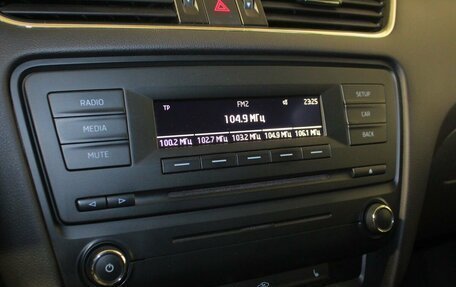 RADIO
MEDIA
MUTE
TP FM2 23:25
104.9 МГц
100.2 МГц 102.7 МГц 103.2 МГц 104.9 МГц 106.1 МГц
SETUP
CAR
BACK